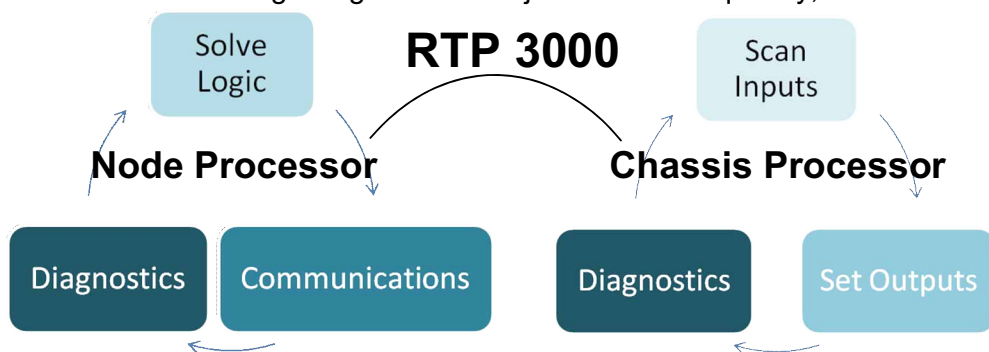 Solve
Logic
RTP 3000
Scan
Inputs
Node Processor
Chassis Processor
Diagnostics
Communications
Diagnostics
Set Outputs